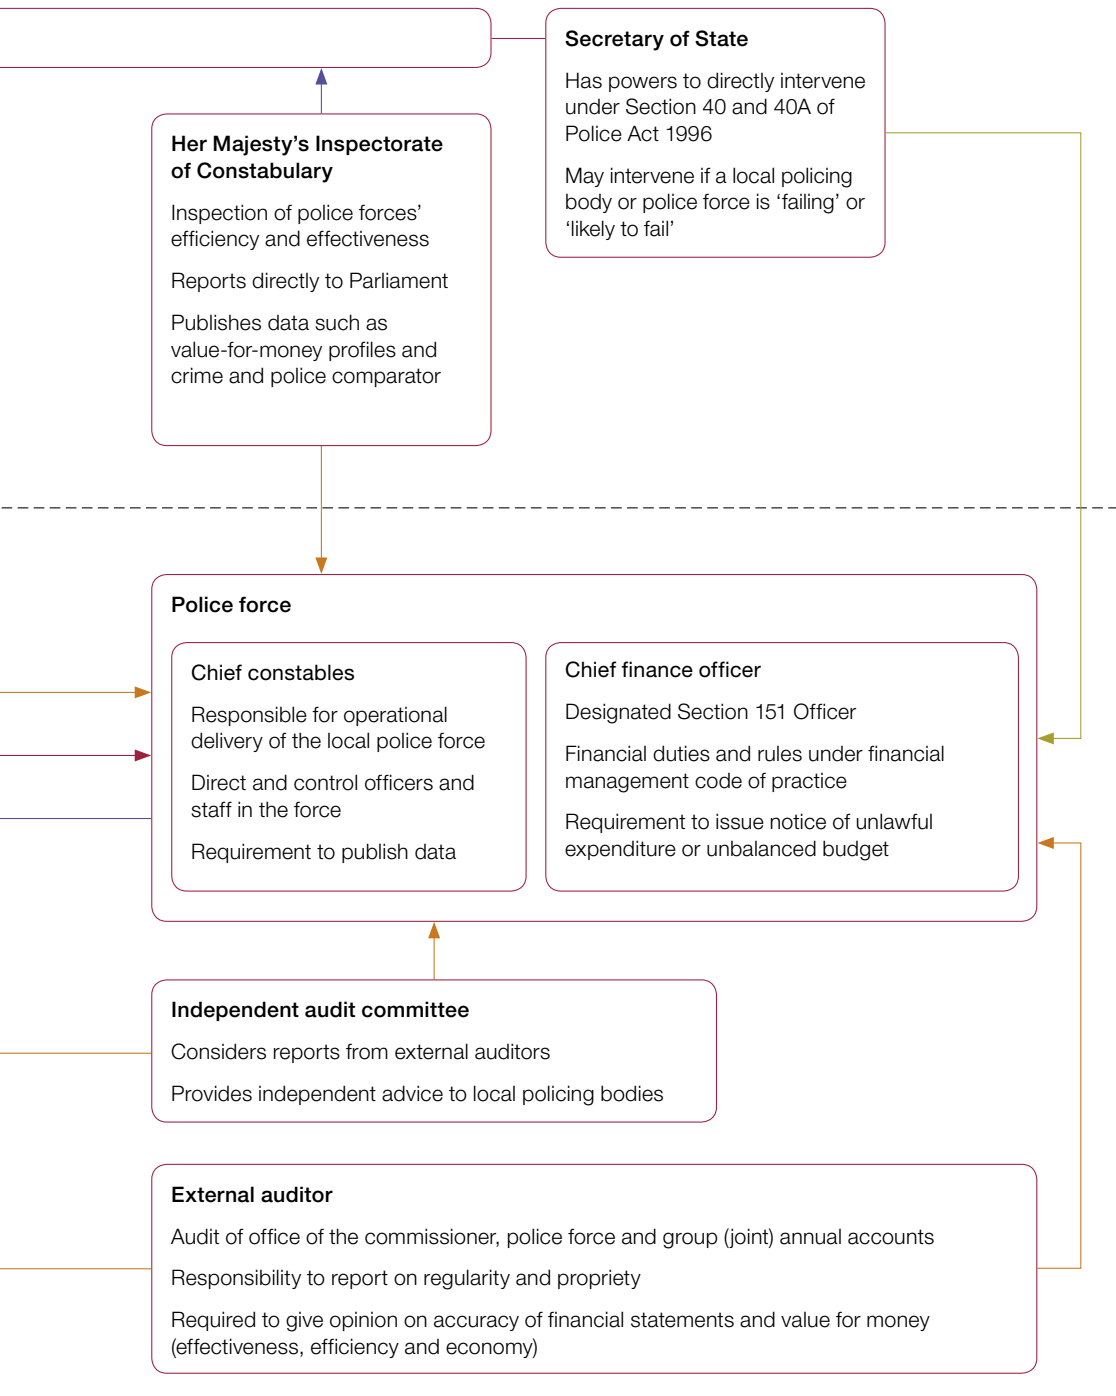 Secretary of State
Has powers to directly intervene
under Section 40 and 40A of
Police Act 1996
May intervene if a local policing
body or police force is ‘failing’ or
‘likely to fail’
Her Majesty’s Inspectorate
of Constabulary
Inspection of police forces’
efficiency and effectiveness
Reports directly to Parliament
Publishes data such as
value-for-money profiles and
crime and police comparator
Police force
Chief constables
Responsible for operational
delivery of the local police force
Direct and control officers and
staff in the force
Requirement to publish data
Chief finance officer
Designated Section 151 Officer
Financial duties and rules under financial
management code of practice
Requirement to issue notice of unlawful
expenditure or unbalanced budget
Independent audit committee
Considers reports from external auditors
Provides independent advice to local policing bodies
External auditor
Audit of office of the commissioner, police force and group (joint) annual accounts
Responsibility to report on regularity and propriety
Required to give opinion on accuracy of financial statements and value for money
(effectiveness, efficiency and economy)